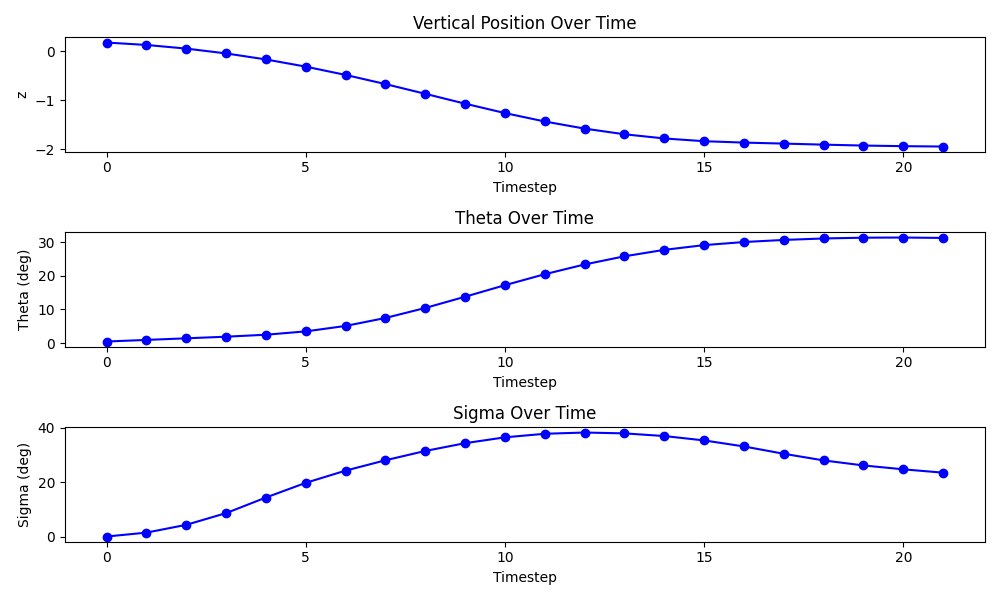 Vertical Position Over Time
z
0
−1
−2
0 5 10 15 20
Timestep
Theta Over Time
Theta (deg)
30
20
10
0
0 5 10 15 20
Timestep
Sigma Over Time
Sigma (deg)
40
20
0
0 5 10 15 20
Timestep